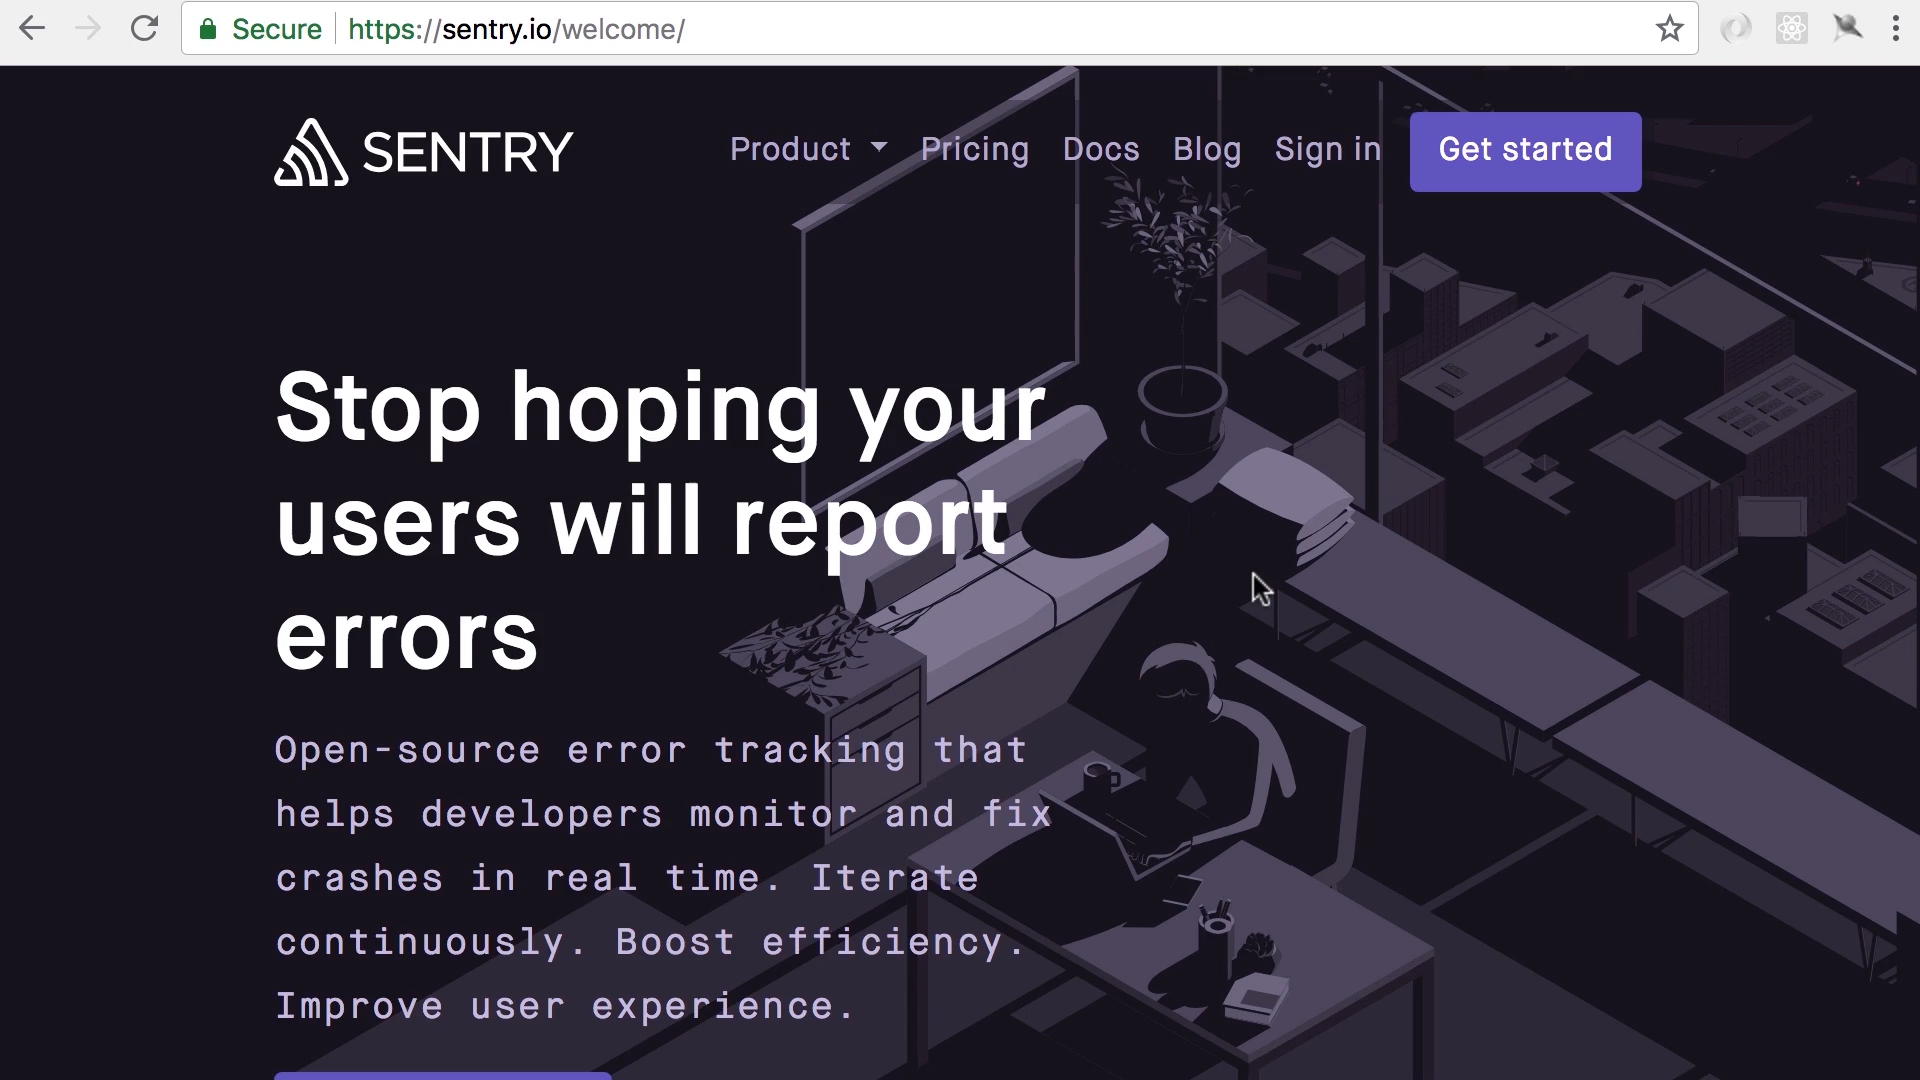 Secure
https://sentry.io/welcome/
SENTRY
Product
Pricing
Docs
Blog
Sign in
Get started
Stop hoping your
users will report
errors
Open-source error tracking that
helps developers monitor and fix
crashes in real time. Iterate
continuously. Boost efficiency.
Improve user experience.